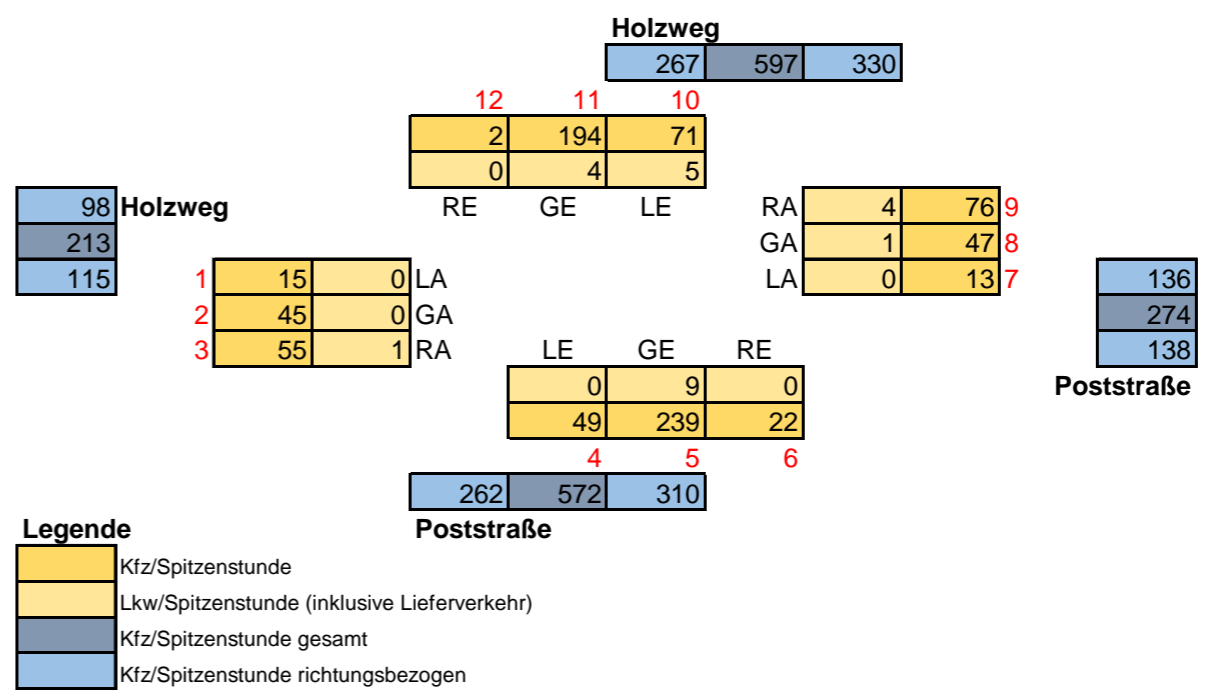 Holzweg
267 597 330
12 11 10
2 194 71
0 4 5
98 Holzweg RE GE LE RA 4 76 9
213 GA 1 47 8
115 1 15 0 LA LA 0 13 7 136
2 45 0 GA 274
3 55 1 RA LE GE RE 138
0 9 0 Poststraße
49 239 22
4 5 6
262 572 310
Legende Poststraße
Kfz/Spitzenstunde
Lkw/Spitzenstunde (inklusive Lieferverkehr)
Kfz/Spitzenstunde gesamt
Kfz/Spitzenstunde richtungsbezogen